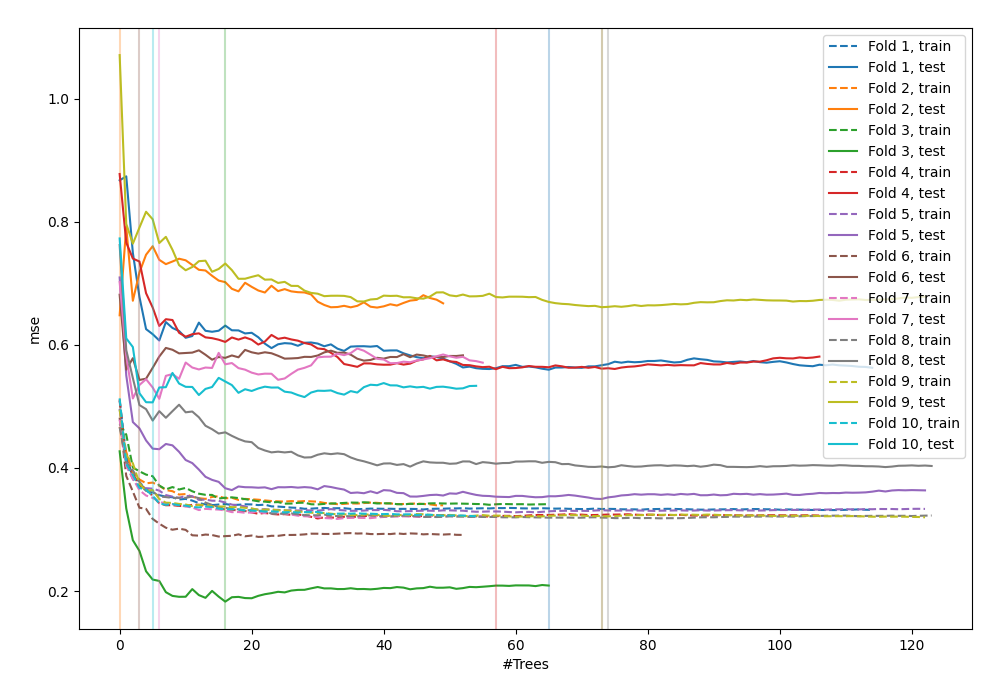 1.0
0.8
0.6
0.4
0.2
mse
0
20
40
60
80
100
120
#Trees
Fold 1, train
Fold 1, test
Fold 2, train
Fold 2, test
Fold 3, train
Fold 3, test
Fold 4, train
Fold 4, test
Fold 5, train
Fold 5, test
Fold 6, train
Fold 6, test
Fold 7, train
Fold 7, test
Fold 8, train
Fold 8, test
Fold 9, train
Fold 9, test
Fold 10, train
Fold 10, test